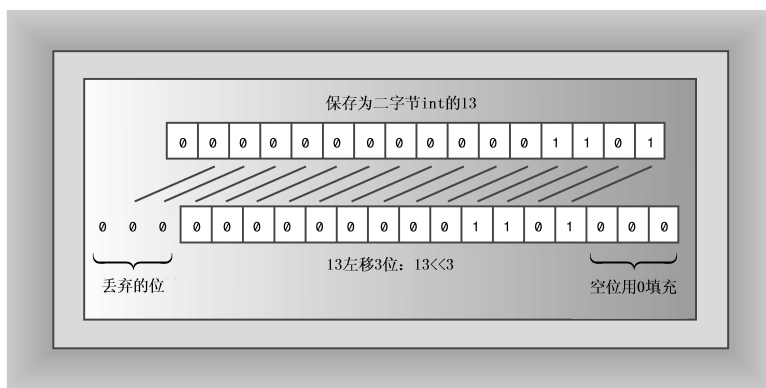 保存为二字节int的13
0 0 0 0 0 0 0 0 0 0 0 0 1 1 0 1
0 0 0 0 0 0 0 0 0 0 0 0 1 1 0 1 0 0 0
13左移3位：13<<3
丢弃的位 空位用0填充